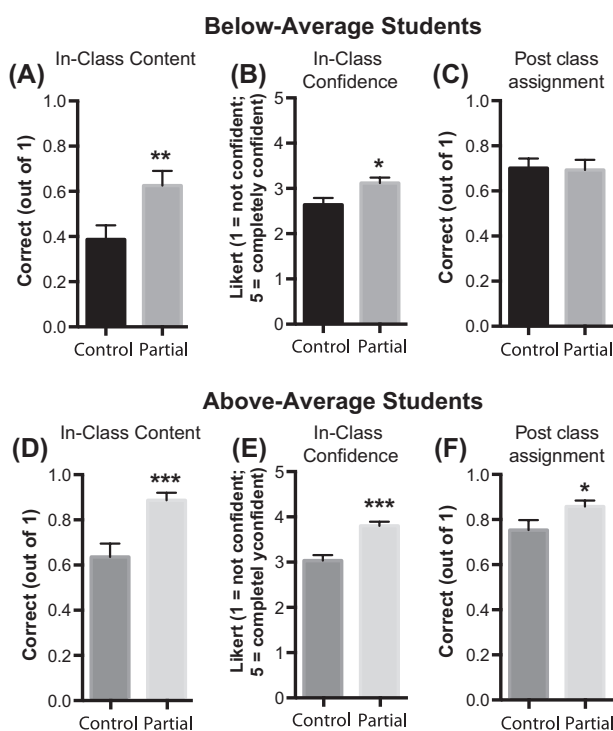 Below-Average Students
(A)
In-Class Content
Correct (out of 1)
1.0
0.8
0.6
0.4
0.2
0.0
**
Control Partial
(B)
In-Class
Confidence
Likert (1 = not confident;
5 = completely confident)
5
4
3
2
1
0
*
Control Partial
(C)
Post class
assignment
Correct (out of 1)
1.0
0.8
0.6
0.4
0.2
0.0
Control Partial
Above-Average Students
(D)
In-Class Content
Correct (out of 1)
1.0
0.8
0.6
0.4
0.2
0.0
***
Control Partial
(E)
In-Class
Confidence
Likert (1 = not confident;
5 = completel yconfident)
5
4
3
2
1
0
***
Control Partial
(F)
Post class
assignment
Correct (out of 1)
1.0
0.8
0.6
0.4
0.2
0.0
*
Control Partial